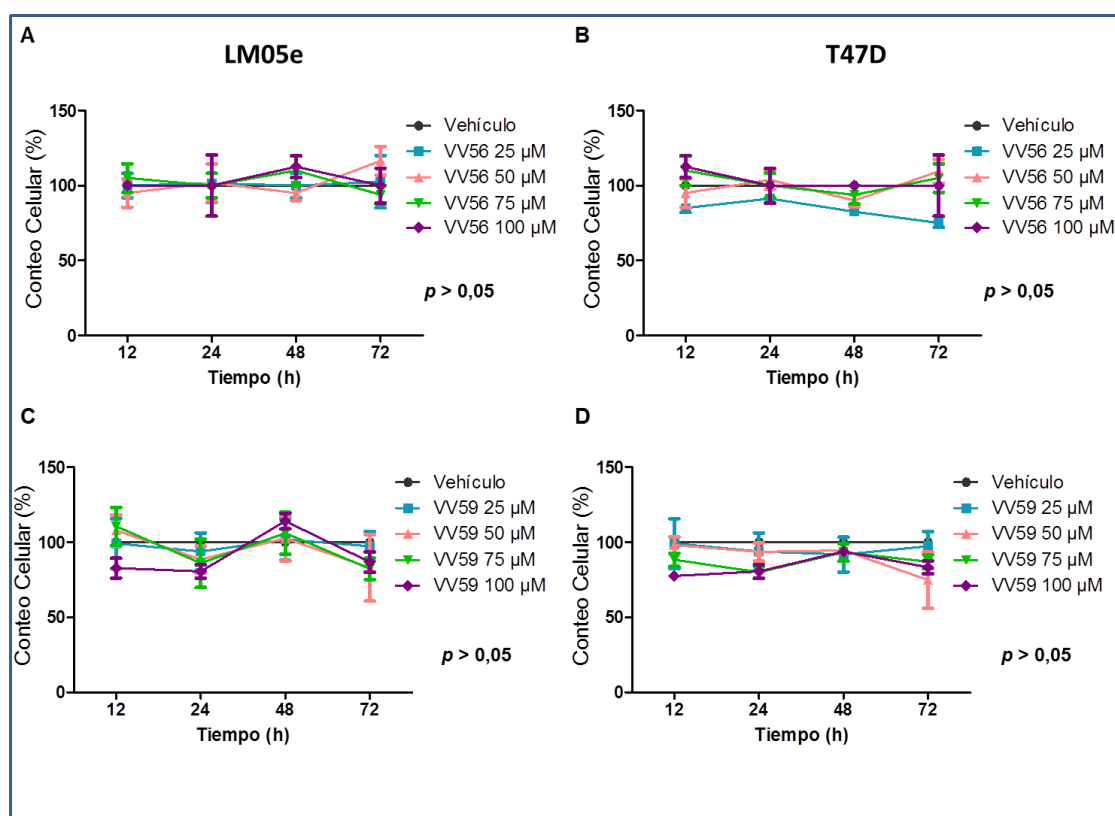 A
LM05e
150
100
50
0
Conteo Celular (%)
12 24 48 72
Tiempo (h)
Vehículo
VV56 25 µM
VV56 50 µM
VV56 75 µM
VV56 100 µM
p > 0,05
B
T47D
150
100
50
0
Conteo Celular (%)
12 24 48 72
Tiempo (h)
Vehículo
VV56 25 µM
VV56 50 µM
VV56 75 µM
VV56 100 µM
p > 0,05
C
150
100
50
0
Conteo Celular (%)
12 24 48 72
Tiempo (h)
Vehículo
VV59 25 µM
VV59 50 µM
VV59 75 µM
VV59 100 µM
p > 0,05
D
150
100
50
0
Conteo Celular (%)
12 24 48 72
Tiempo (h)
Vehículo
VV59 25 µM
VV59 50 µM
VV59 75 µM
VV59 100 µM
p > 0,05